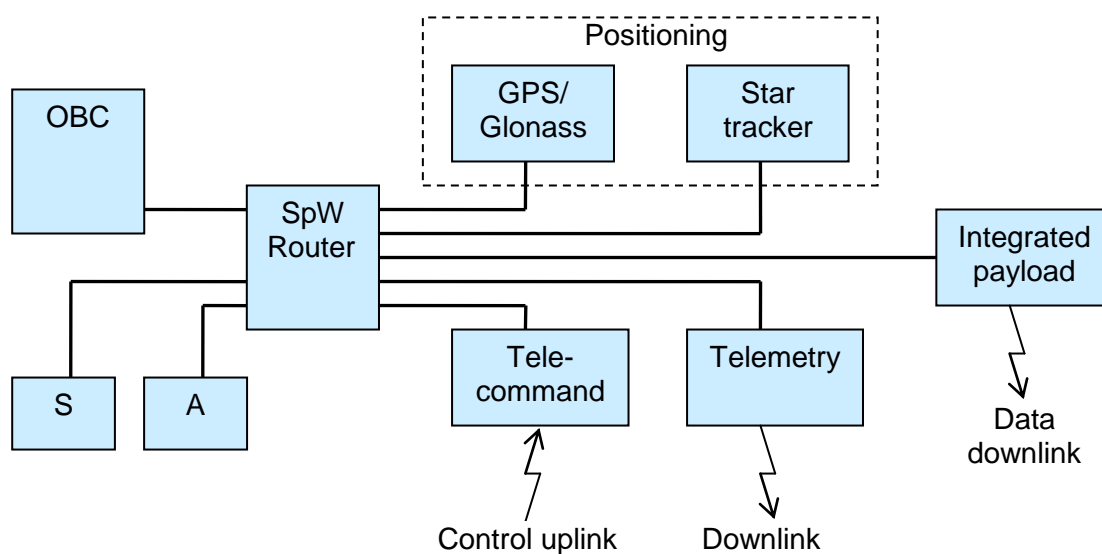 Positioning
OBC
GPS/
Glonass
Star
tracker
SpW
Router
Integrated
payload
S
A
Tele-
command
Telemetry
Data
downlink
Control uplink
Downlink